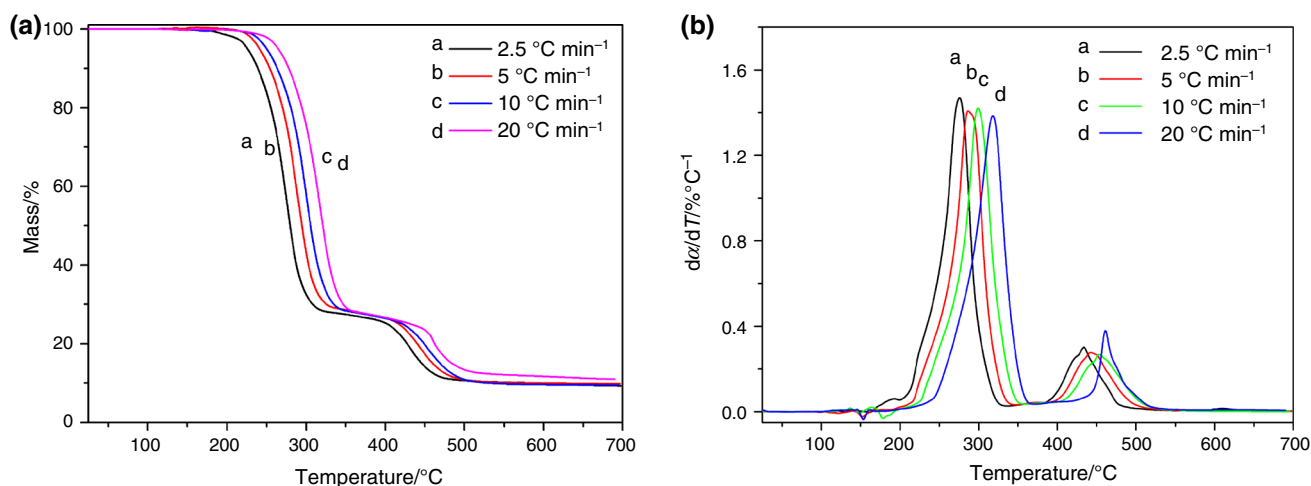 (a)
100
80
60
40
20
0
Mass/%
100 200 300 400 500 600 700
Temperature/°C
a 2.5 °C min⁻¹
b 5 °C min⁻¹
c 10 °C min⁻¹
d 20 °C min⁻¹
a b c d
(b)
1.6
1.2
0.8
0.4
0.0
dα/dT/%°C⁻¹
100 200 300 400 500 600 700
Temperature/°C
a 2.5 °C min⁻¹
b 5 °C min⁻¹
c 10 °C min⁻¹
d 20 °C min⁻¹
a b c d